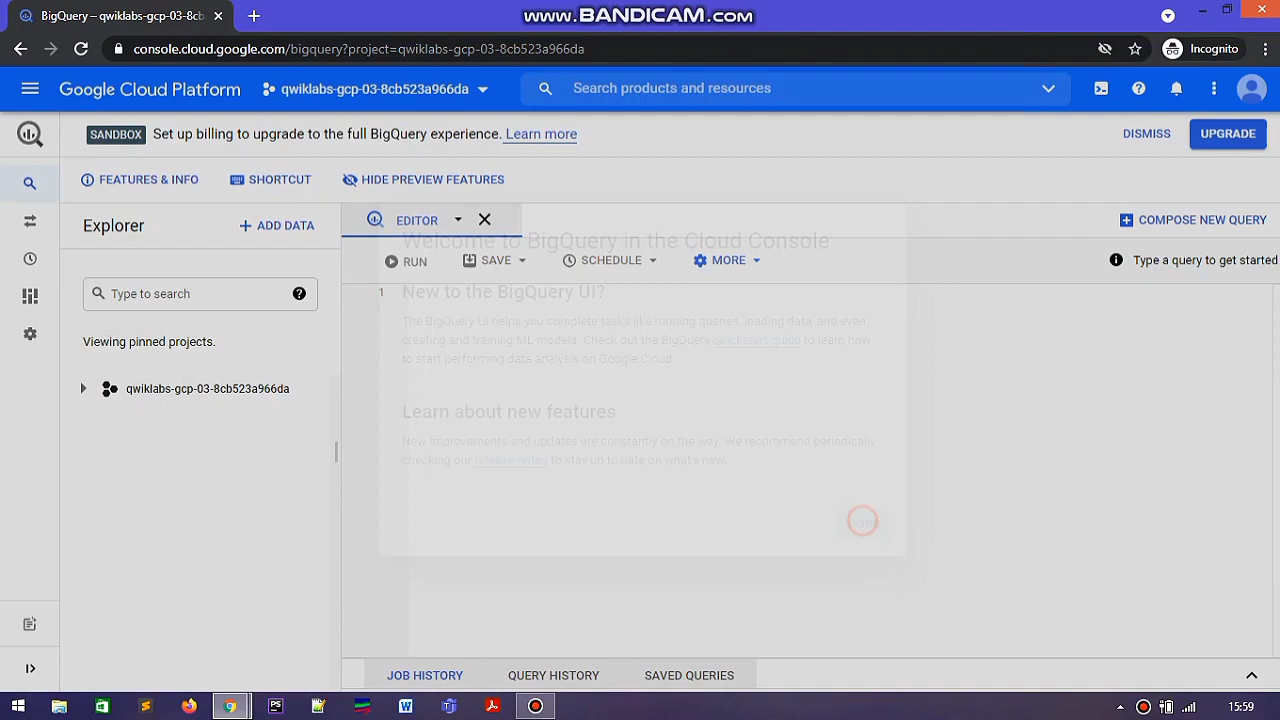 BigQuery – qwiklabs-gcp-03-8cb
www.BANDICAM.com
console.cloud.google.com/bigquery?project=qwiklabs-gcp-03-8cb523a966da
Incognito
Google Cloud Platform
qwiklabs-gcp-03-8cb523a966da
Search products and resources
SANDBOX Set up billing to upgrade to the full BigQuery experience. Learn more
DISMISS
UPGRADE
FEATURES & INFO
SHORTCUT
HIDE PREVIEW FEATURES
Explorer
+ ADD DATA
EDITOR
COMPOSE NEW QUERY
Welcome to BigQuery in the Cloud Console
RUN
SAVE
SCHEDULE
MORE
Type a query to get started
Type to search
1
New to the BigQuery UI?
The BigQuery UI helps you complete tasks like running queries, loading data, and even
creating and training ML models. Check out the BigQuery quickstart guide to learn how
to start performing data analysis on Google Cloud.
Viewing pinned projects.
qwiklabs-gcp-03-8cb523a966da
Learn about new features
New improvements and updates are constantly on the way. We recommend periodically
checking our release notes to stay up to date on what's new.
DONE
JOB HISTORY
QUERY HISTORY
SAVED QUERIES
15:59